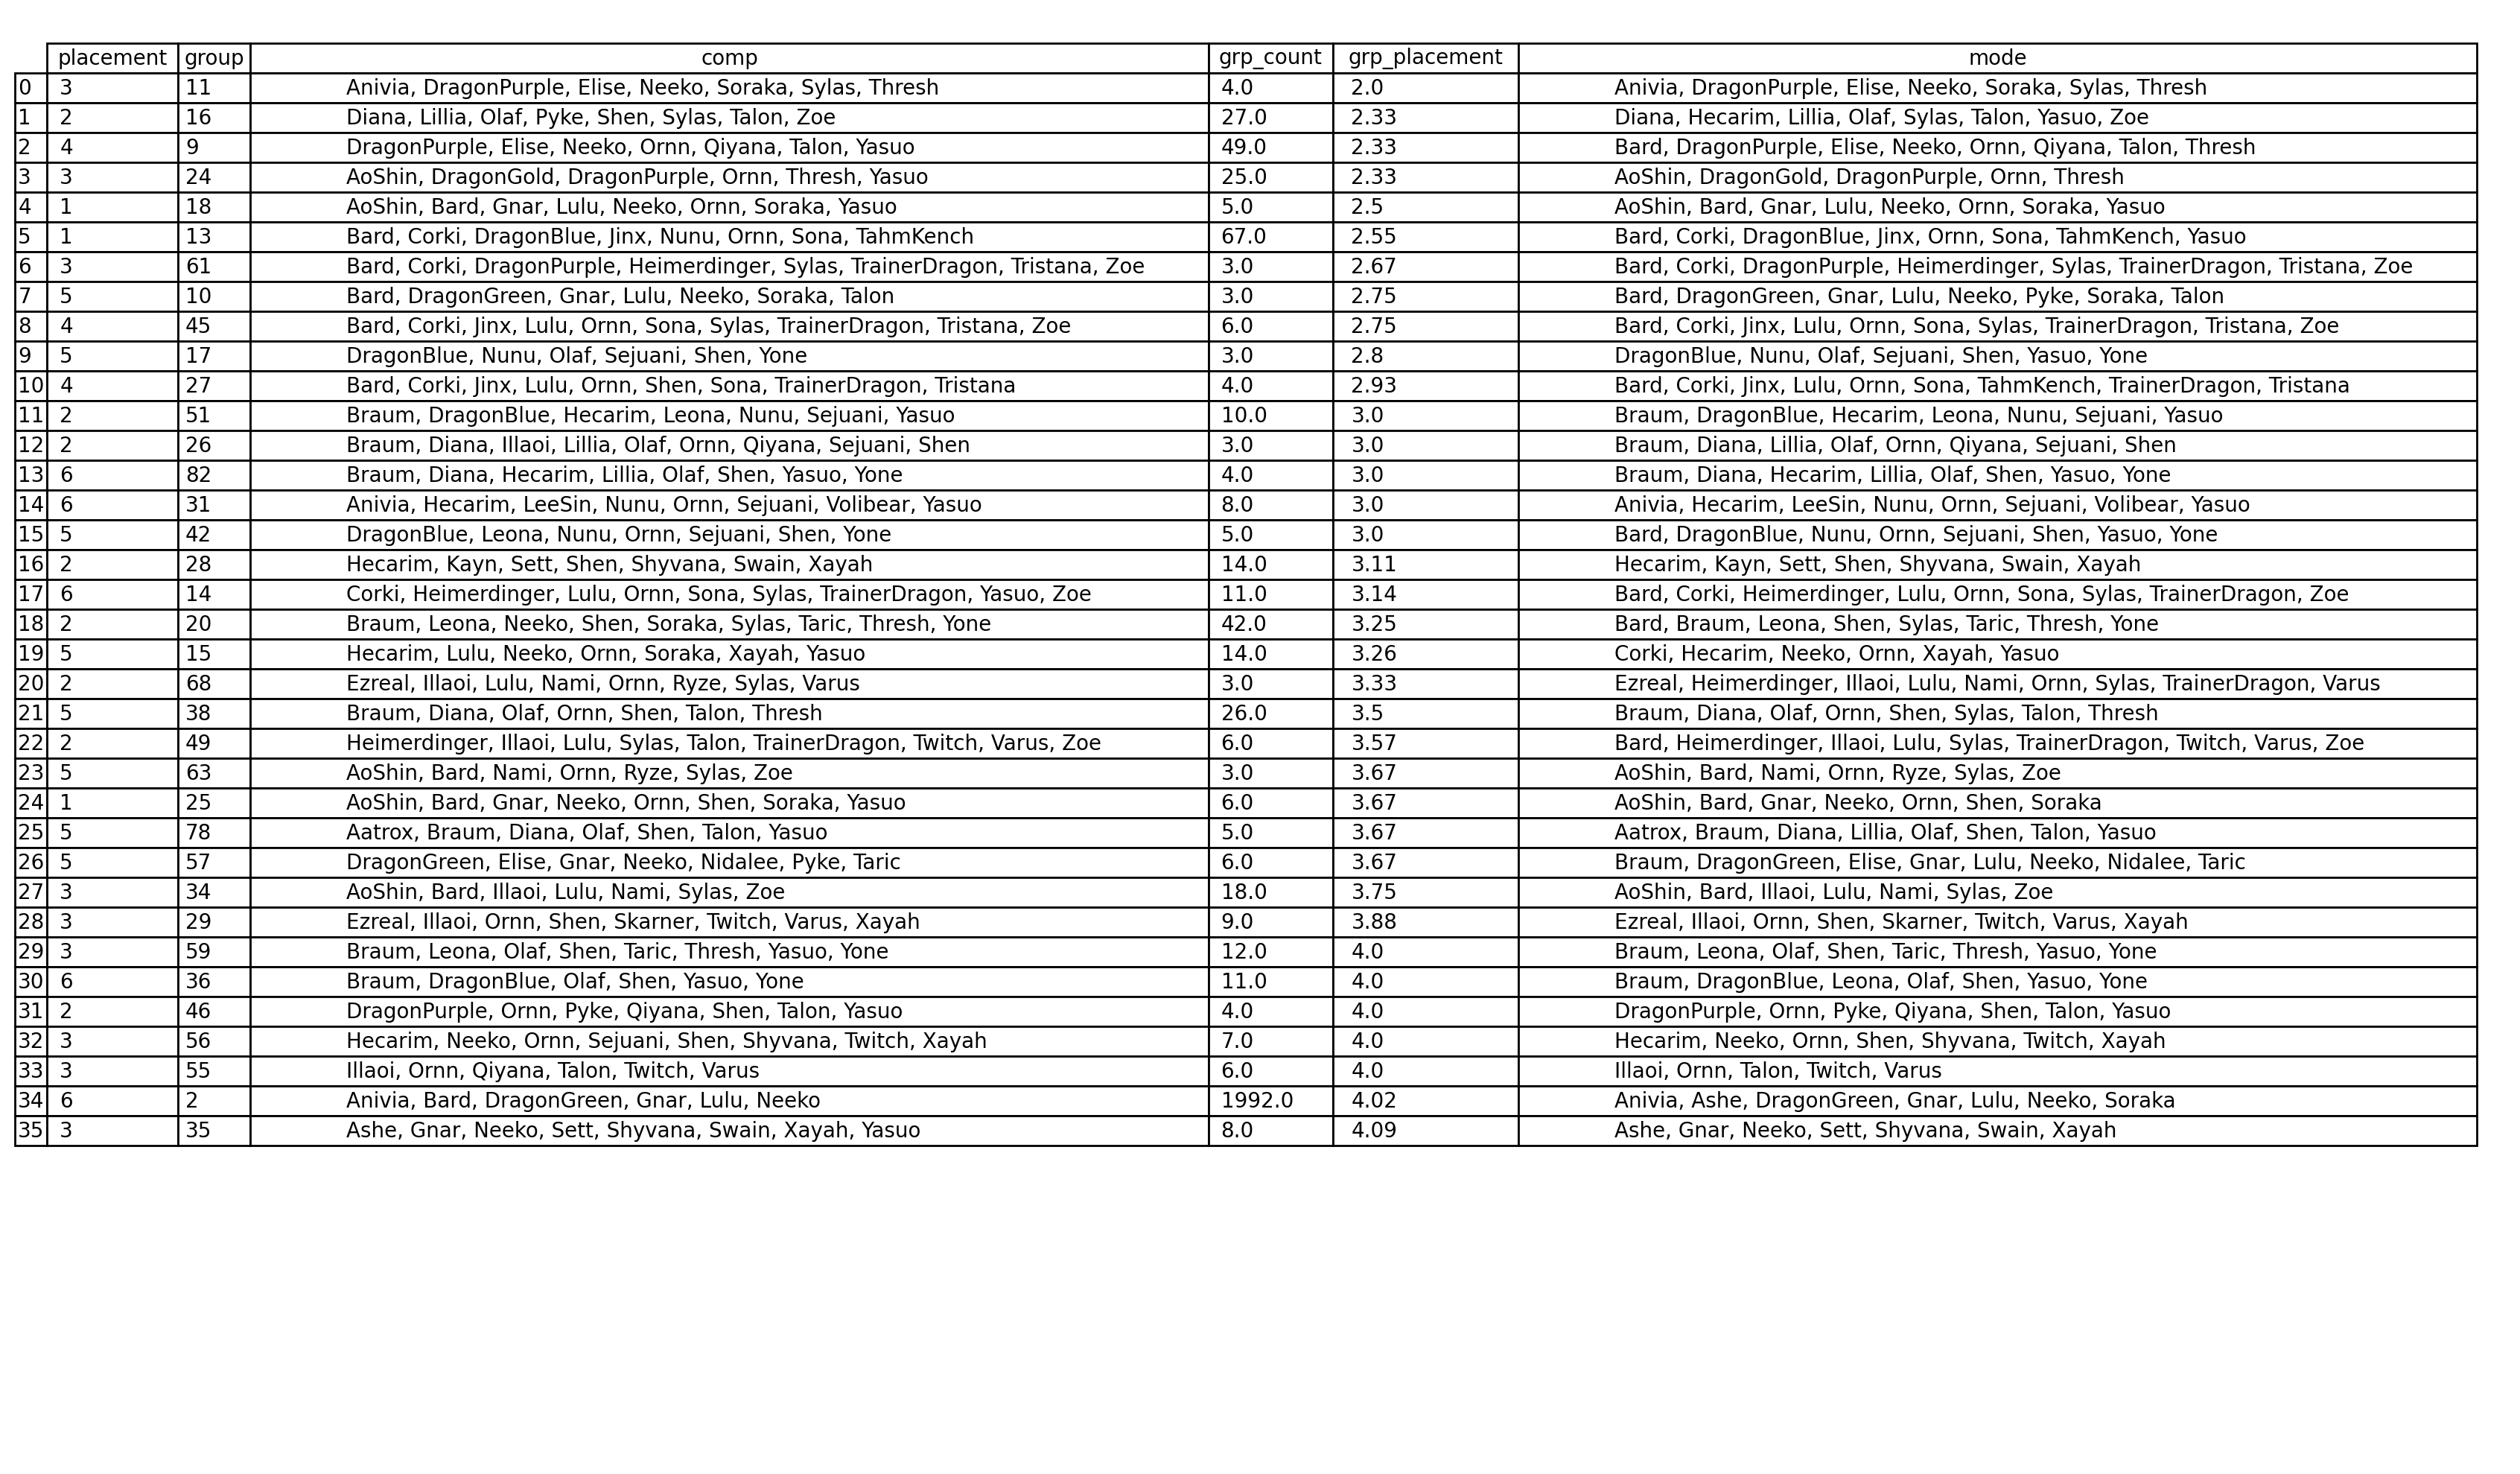 placement group comp grp_count grp_placement mode
0 3 11 Anivia, DragonPurple, Elise, Neeko, Soraka, Sylas, Thresh 4.0 2.0 Anivia, DragonPurple, Elise, Neeko, Soraka, Sylas, Thresh
1 2 16 Diana, Lillia, Olaf, Pyke, Shen, Sylas, Talon, Zoe 27.0 2.33 Diana, Hecarim, Lillia, Olaf, Sylas, Talon, Yasuo, Zoe
2 4 9 DragonPurple, Elise, Neeko, Ornn, Qiyana, Talon, Yasuo 49.0 2.33 Bard, DragonPurple, Elise, Neeko, Ornn, Qiyana, Talon, Thresh
3 3 24 AoShin, DragonGold, DragonPurple, Ornn, Thresh, Yasuo 25.0 2.33 AoShin, DragonGold, DragonPurple, Ornn, Thresh
4 1 18 AoShin, Bard, Gnar, Lulu, Neeko, Ornn, Soraka, Yasuo 5.0 2.5 AoShin, Bard, Gnar, Lulu, Neeko, Ornn, Soraka, Yasuo
5 1 13 Bard, Corki, DragonBlue, Jinx, Nunu, Ornn, Sona, TahmKench 67.0 2.55 Bard, Corki, DragonBlue, Jinx, Ornn, Sona, TahmKench, Yasuo
6 3 61 Bard, Corki, DragonPurple, Heimerdinger, Sylas, TrainerDragon, Tristana, Zoe 3.0 2.67 Bard, Corki, DragonPurple, Heimerdinger, Sylas, TrainerDragon, Tristana, Zoe
7 5 10 Bard, DragonGreen, Gnar, Lulu, Neeko, Soraka, Talon 3.0 2.75 Bard, DragonGreen, Gnar, Lulu, Neeko, Pyke, Soraka, Talon
8 4 45 Bard, Corki, Jinx, Lulu, Ornn, Sona, Sylas, TrainerDragon, Tristana, Zoe 6.0 2.75 Bard, Corki, Jinx, Lulu, Ornn, Sona, Sylas, TrainerDragon, Tristana, Zoe
9 5 17 DragonBlue, Nunu, Olaf, Sejuani, Shen, Yone 3.0 2.8 DragonBlue, Nunu, Olaf, Sejuani, Shen, Yasuo, Yone
10 4 27 Bard, Corki, Jinx, Lulu, Ornn, Shen, Sona, TrainerDragon, Tristana 4.0 2.93 Bard, Corki, Jinx, Lulu, Ornn, Sona, TahmKench, TrainerDragon, Tristana
11 2 51 Braum, DragonBlue, Hecarim, Leona, Nunu, Sejuani, Yasuo 10.0 3.0 Braum, DragonBlue, Hecarim, Leona, Nunu, Sejuani, Yasuo
12 2 26 Braum, Diana, Illaoi, Lillia, Olaf, Ornn, Qiyana, Sejuani, Shen 3.0 3.0 Braum, Diana, Lillia, Olaf, Ornn, Qiyana, Sejuani, Shen
13 6 82 Braum, Diana, Hecarim, Lillia, Olaf, Shen, Yasuo, Yone 4.0 3.0 Braum, Diana, Hecarim, Lillia, Olaf, Shen, Yasuo, Yone
14 6 31 Anivia, Hecarim, LeeSin, Nunu, Ornn, Sejuani, Volibear, Yasuo 8.0 3.0 Anivia, Hecarim, LeeSin, Nunu, Ornn, Sejuani, Volibear, Yasuo
15 5 42 DragonBlue, Leona, Nunu, Ornn, Sejuani, Shen, Yone 5.0 3.0 Bard, DragonBlue, Nunu, Ornn, Sejuani, Shen, Yasuo, Yone
16 2 28 Hecarim, Kayn, Sett, Shen, Shyvana, Swain, Xayah 14.0 3.11 Hecarim, Kayn, Sett, Shen, Shyvana, Swain, Xayah
17 6 14 Corki, Heimerdinger, Lulu, Ornn, Sona, Sylas, TrainerDragon, Yasuo, Zoe 11.0 3.14 Bard, Corki, Heimerdinger, Lulu, Ornn, Sona, Sylas, TrainerDragon, Zoe
18 2 20 Braum, Leona, Neeko, Shen, Soraka, Sylas, Taric, Thresh, Yone 42.0 3.25 Bard, Braum, Leona, Shen, Sylas, Taric, Thresh, Yone
19 5 15 Hecarim, Lulu, Neeko, Ornn, Soraka, Xayah, Yasuo 14.0 3.26 Corki, Hecarim, Neeko, Ornn, Xayah, Yasuo
20 2 68 Ezreal, Illaoi, Lulu, Nami, Ornn, Ryze, Sylas, Varus 3.0 3.33 Ezreal, Heimerdinger, Illaoi, Lulu, Nami, Ornn, Sylas, TrainerDragon, Varus
21 5 38 Braum, Diana, Olaf, Ornn, Shen, Talon, Thresh 26.0 3.5 Braum, Diana, Olaf, Ornn, Shen, Sylas, Talon, Thresh
22 2 49 Heimerdinger, Illaoi, Lulu, Sylas, Talon, TrainerDragon, Twitch, Varus, Zoe 6.0 3.57 Bard, Heimerdinger, Illaoi, Lulu, Sylas, TrainerDragon, Twitch, Varus, Zoe
23 5 63 AoShin, Bard, Nami, Ornn, Ryze, Sylas, Zoe 3.0 3.67 AoShin, Bard, Nami, Ornn, Ryze, Sylas, Zoe
24 1 25 AoShin, Bard, Gnar, Neeko, Ornn, Shen, Soraka, Yasuo 6.0 3.67 AoShin, Bard, Gnar, Neeko, Ornn, Shen, Soraka
25 5 78 Aatrox, Braum, Diana, Olaf, Shen, Talon, Yasuo 5.0 3.67 Aatrox, Braum, Diana, Lillia, Olaf, Shen, Talon, Yasuo
26 5 57 DragonGreen, Elise, Gnar, Neeko, Nidalee, Pyke, Taric 6.0 3.67 Braum, DragonGreen, Elise, Gnar, Lulu, Neeko, Nidalee, Taric
27 3 34 AoShin, Bard, Illaoi, Lulu, Nami, Sylas, Zoe 18.0 3.75 AoShin, Bard, Illaoi, Lulu, Nami, Sylas, Zoe
28 3 29 Ezreal, Illaoi, Ornn, Shen, Skarner, Twitch, Varus, Xayah 9.0 3.88 Ezreal, Illaoi, Ornn, Shen, Skarner, Twitch, Varus, Xayah
29 3 59 Braum, Leona, Olaf, Shen, Taric, Thresh, Yasuo, Yone 12.0 4.0 Braum, Leona, Olaf, Shen, Taric, Thresh, Yasuo, Yone
30 6 36 Braum, DragonBlue, Olaf, Shen, Yasuo, Yone 11.0 4.0 Braum, DragonBlue, Leona, Olaf, Shen, Yasuo, Yone
31 2 46 DragonPurple, Ornn, Pyke, Qiyana, Shen, Talon, Yasuo 4.0 4.0 DragonPurple, Ornn, Pyke, Qiyana, Shen, Talon, Yasuo
32 3 56 Hecarim, Neeko, Ornn, Sejuani, Shen, Shyvana, Twitch, Xayah 7.0 4.0 Hecarim, Neeko, Ornn, Shen, Shyvana, Twitch, Xayah
33 3 55 Illaoi, Ornn, Qiyana, Talon, Twitch, Varus 6.0 4.0 Illaoi, Ornn, Talon, Twitch, Varus
34 6 2 Anivia, Bard, DragonGreen, Gnar, Lulu, Neeko 1992.0 4.02 Anivia, Ashe, DragonGreen, Gnar, Lulu, Neeko, Soraka
35 3 35 Ashe, Gnar, Neeko, Sett, Shyvana, Swain, Xayah, Yasuo 8.0 4.09 Ashe, Gnar, Neeko, Sett, Shyvana, Swain, Xayah